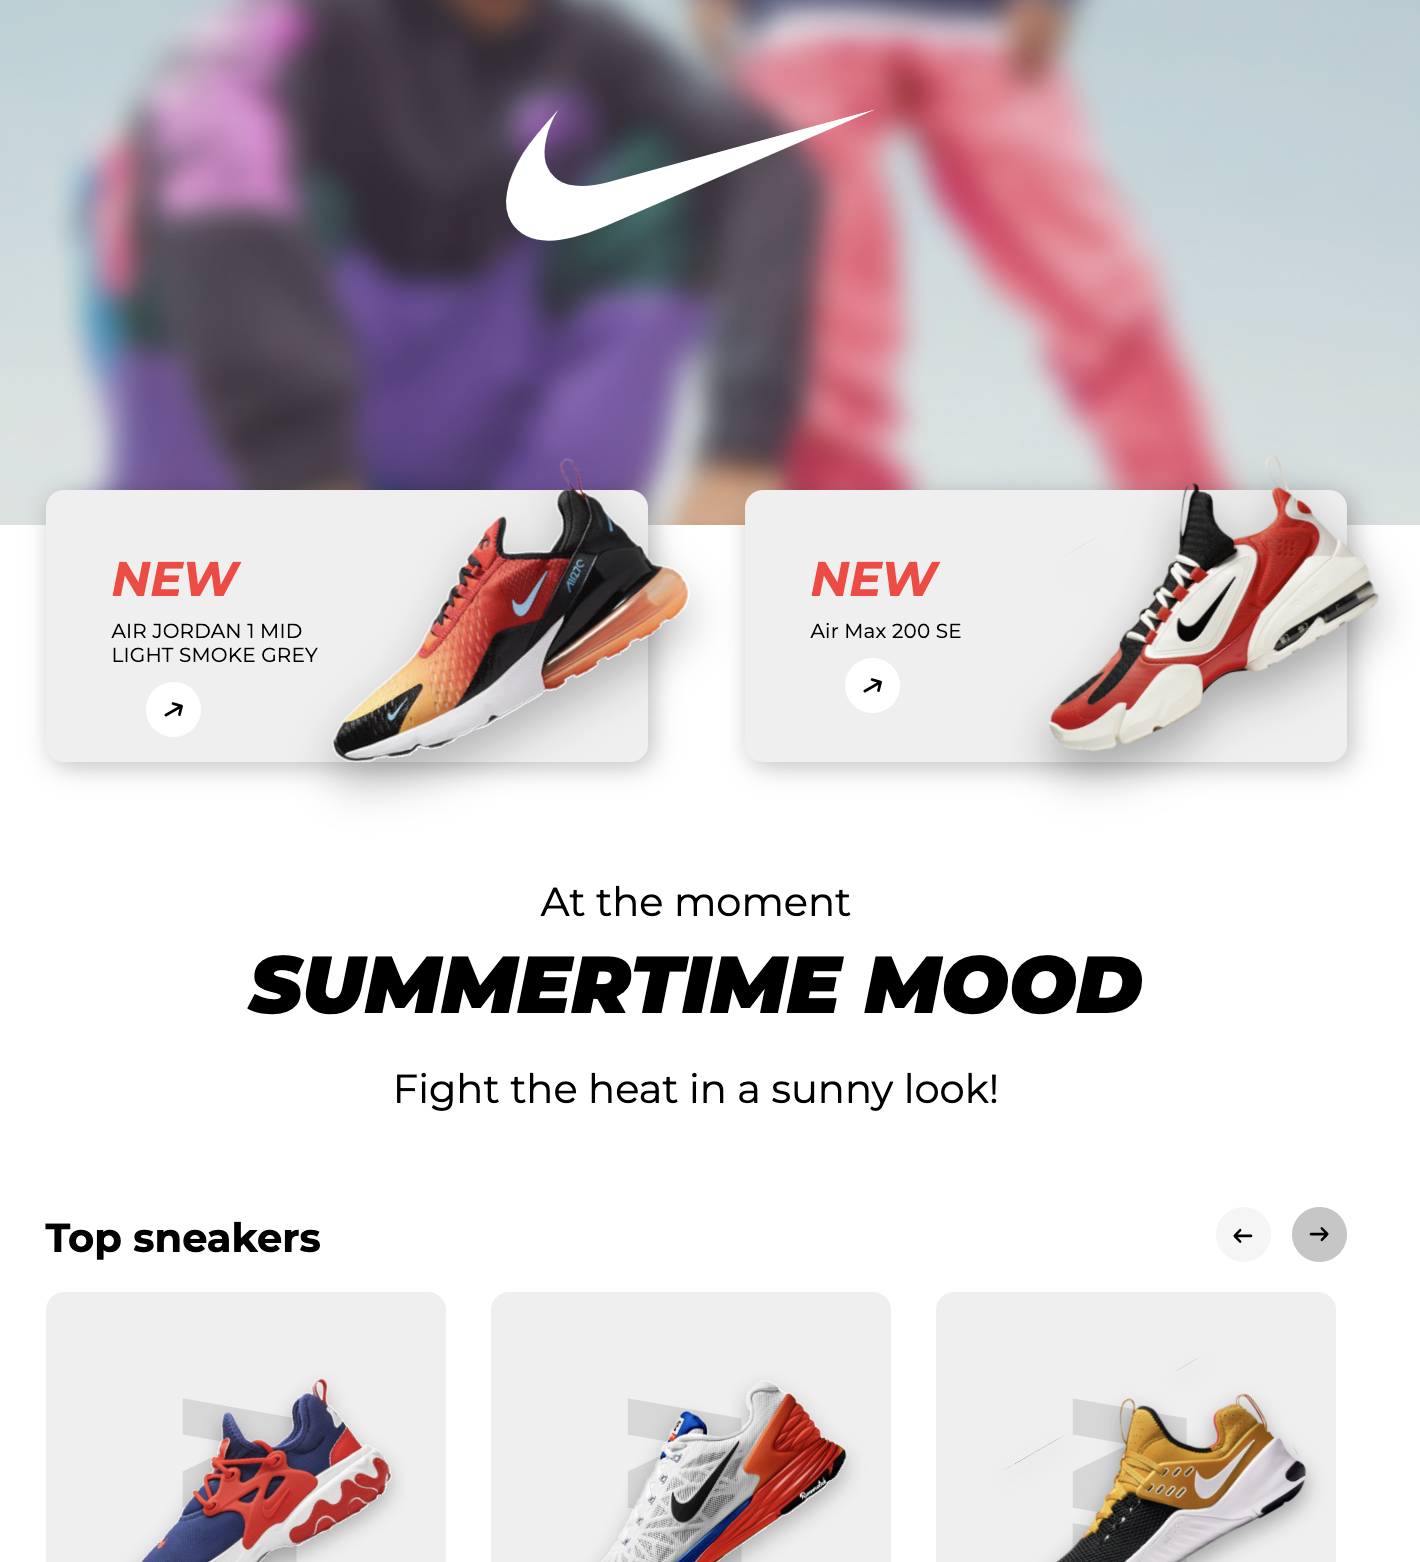 NEW
AIR JORDAN 1 MID
LIGHT SMOKE GREY
NEW
Air Max 200 SE
At the moment
SUMMERTIME MOOD
Fight the heat in a sunny look!
Top sneakers